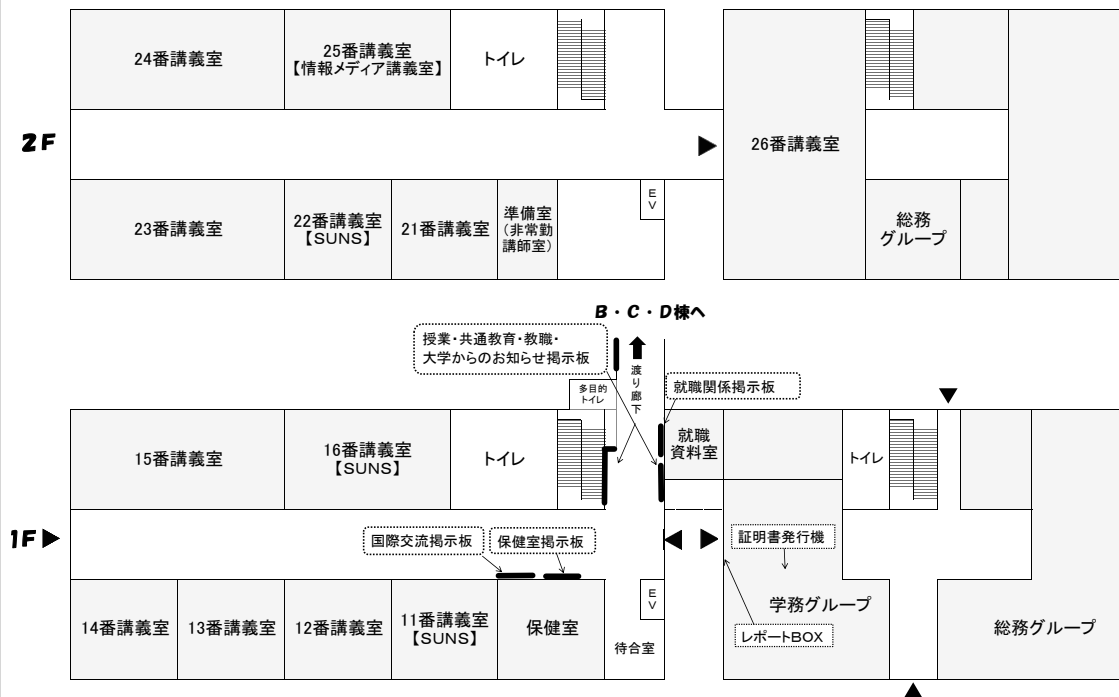 24番講義室
25番講義室
【情報メディア講義室】
トイレ
2F
26番講義室
23番講義室
22番講義室
【SUNS】
21番講義室
準備室
(非常勤
講師室)
EV
総務
グループ
B・C・D棟へ
授業・共通教育・教職・
大学からのお知らせ掲示板
渡り廊下
多目的
トイレ
就職関係掲示板
15番講義室
16番講義室
【SUNS】
トイレ
就職
資料室
トイレ
1F
国際交流掲示板
保健室掲示板
証明書発行機
14番講義室
13番講義室
12番講義室
11番講義室
【SUNS】
保健室
EV
待合室
学務グループ
レポートBOX
総務グループ